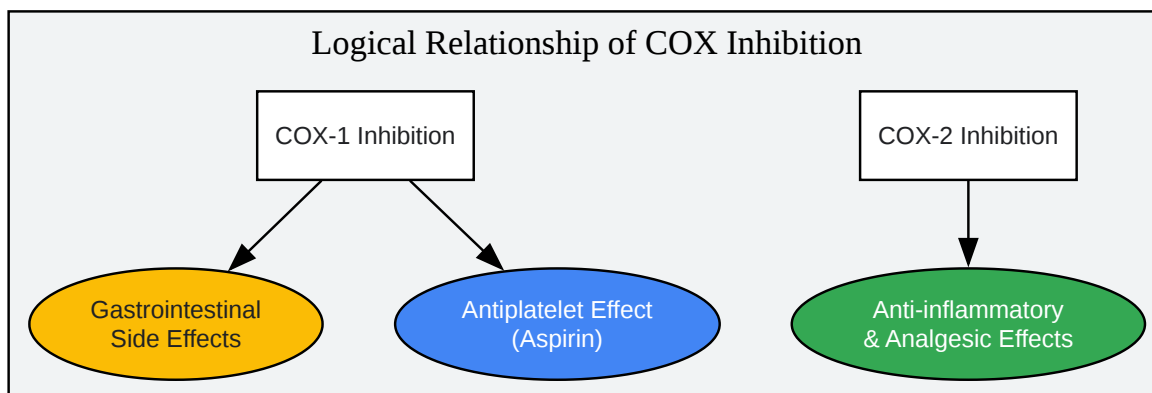 Logical Relationship of COX Inhibition
COX-1 Inhibition
COX-2 Inhibition
Gastrointestinal
Side Effects
Antiplatelet Effect
(Aspirin)
Anti-inflammatory
& Analgesic Effects